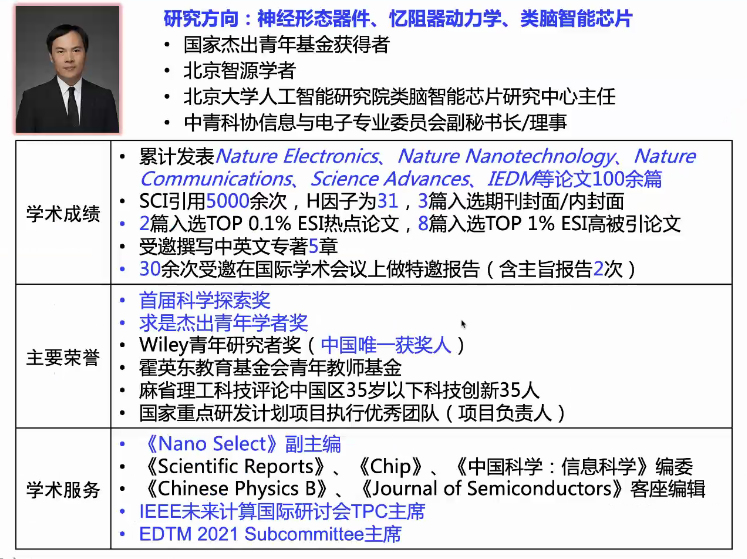 研究方向：神经形态器件、忆阻器动力学、类脑智能芯片
• 国家杰出青年基金获得者
• 北京智源学者
• 北京大学人工智能研究院类脑智能芯片研究中心主任
• 中青科协信息与电子专业委员会副秘书长/理事
学术成绩
• 累计发表Nature Electronics、Nature Nanotechnology、Nature
Communications、Science Advances、IEDM等论文100余篇
• SCI引用5000余次，H因子为31，3篇入选期刊封面/内封面
• 2篇入选TOP 0.1% ESI热点论文，8篇入选TOP 1% ESI高被引论文
• 受邀撰写中英文专著5章
• 30余次受邀在国际学术会议上做特邀报告（含主旨报告2次）
主要荣誉
• 首届科学探索奖
• 求是杰出青年学者奖
• Wiley青年研究者奖（中国唯一获奖人）
• 霍英东教育基金会青年教师基金
• 麻省理工科技评论中国区35岁以下科技创新35人
• 国家重点研发计划项目执行优秀团队（项目负责人）
学术服务
• 《Nano Select》副主编
• 《Scientific Reports》、《Chip》、《中国科学：信息科学》编委
• 《Chinese Physics B》、《Journal of Semiconductors》客座编辑
• IEEE未来计算国际研讨会TPC主席
• EDTM 2021 Subcommittee主席